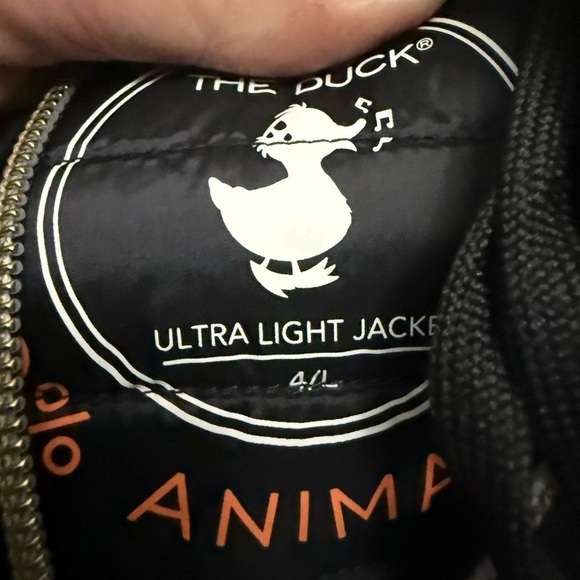 THE DUCK®
ULTRA LIGHT JACKE
4/L
%
ANIMA